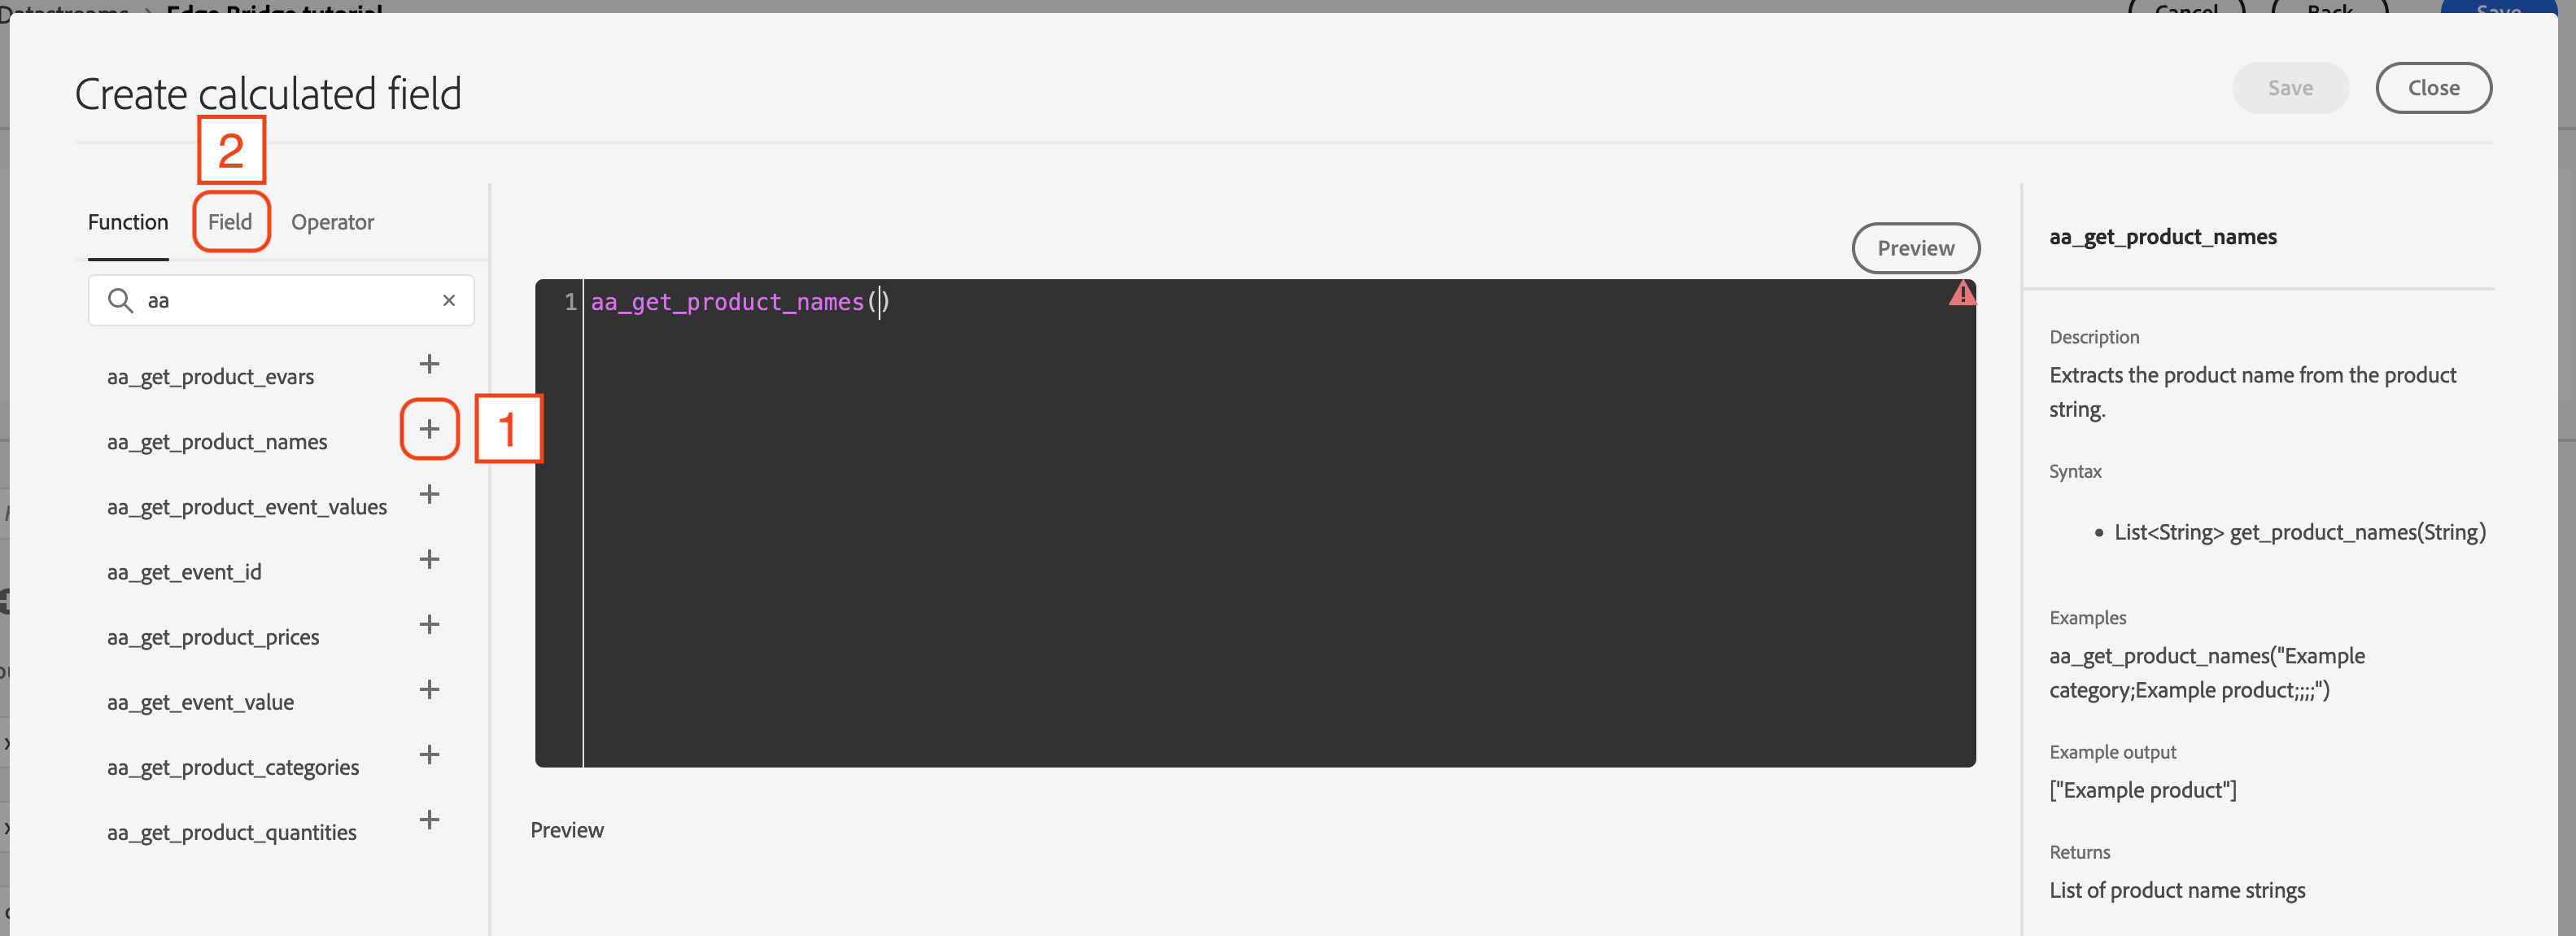 Datastreams > Edge Bridge tutorial Cancel Back Save
Create calculated field
Save Close
2
Function Field Operator
aa ×
aa_get_product_evars +
aa_get_product_names +
1
aa_get_product_event_values +
aa_get_event_id +
aa_get_product_prices +
aa_get_event_value +
aa_get_product_categories +
aa_get_product_quantities +
Preview
1 aa_get_product_names()
Preview
aa_get_product_names
Description
Extracts the product name from the product
string.
Syntax
• List<String> get_product_names(String)
Examples
aa_get_product_names("Example
category;Example product;;;;")
Example output
["Example product"]
Returns
List of product name strings